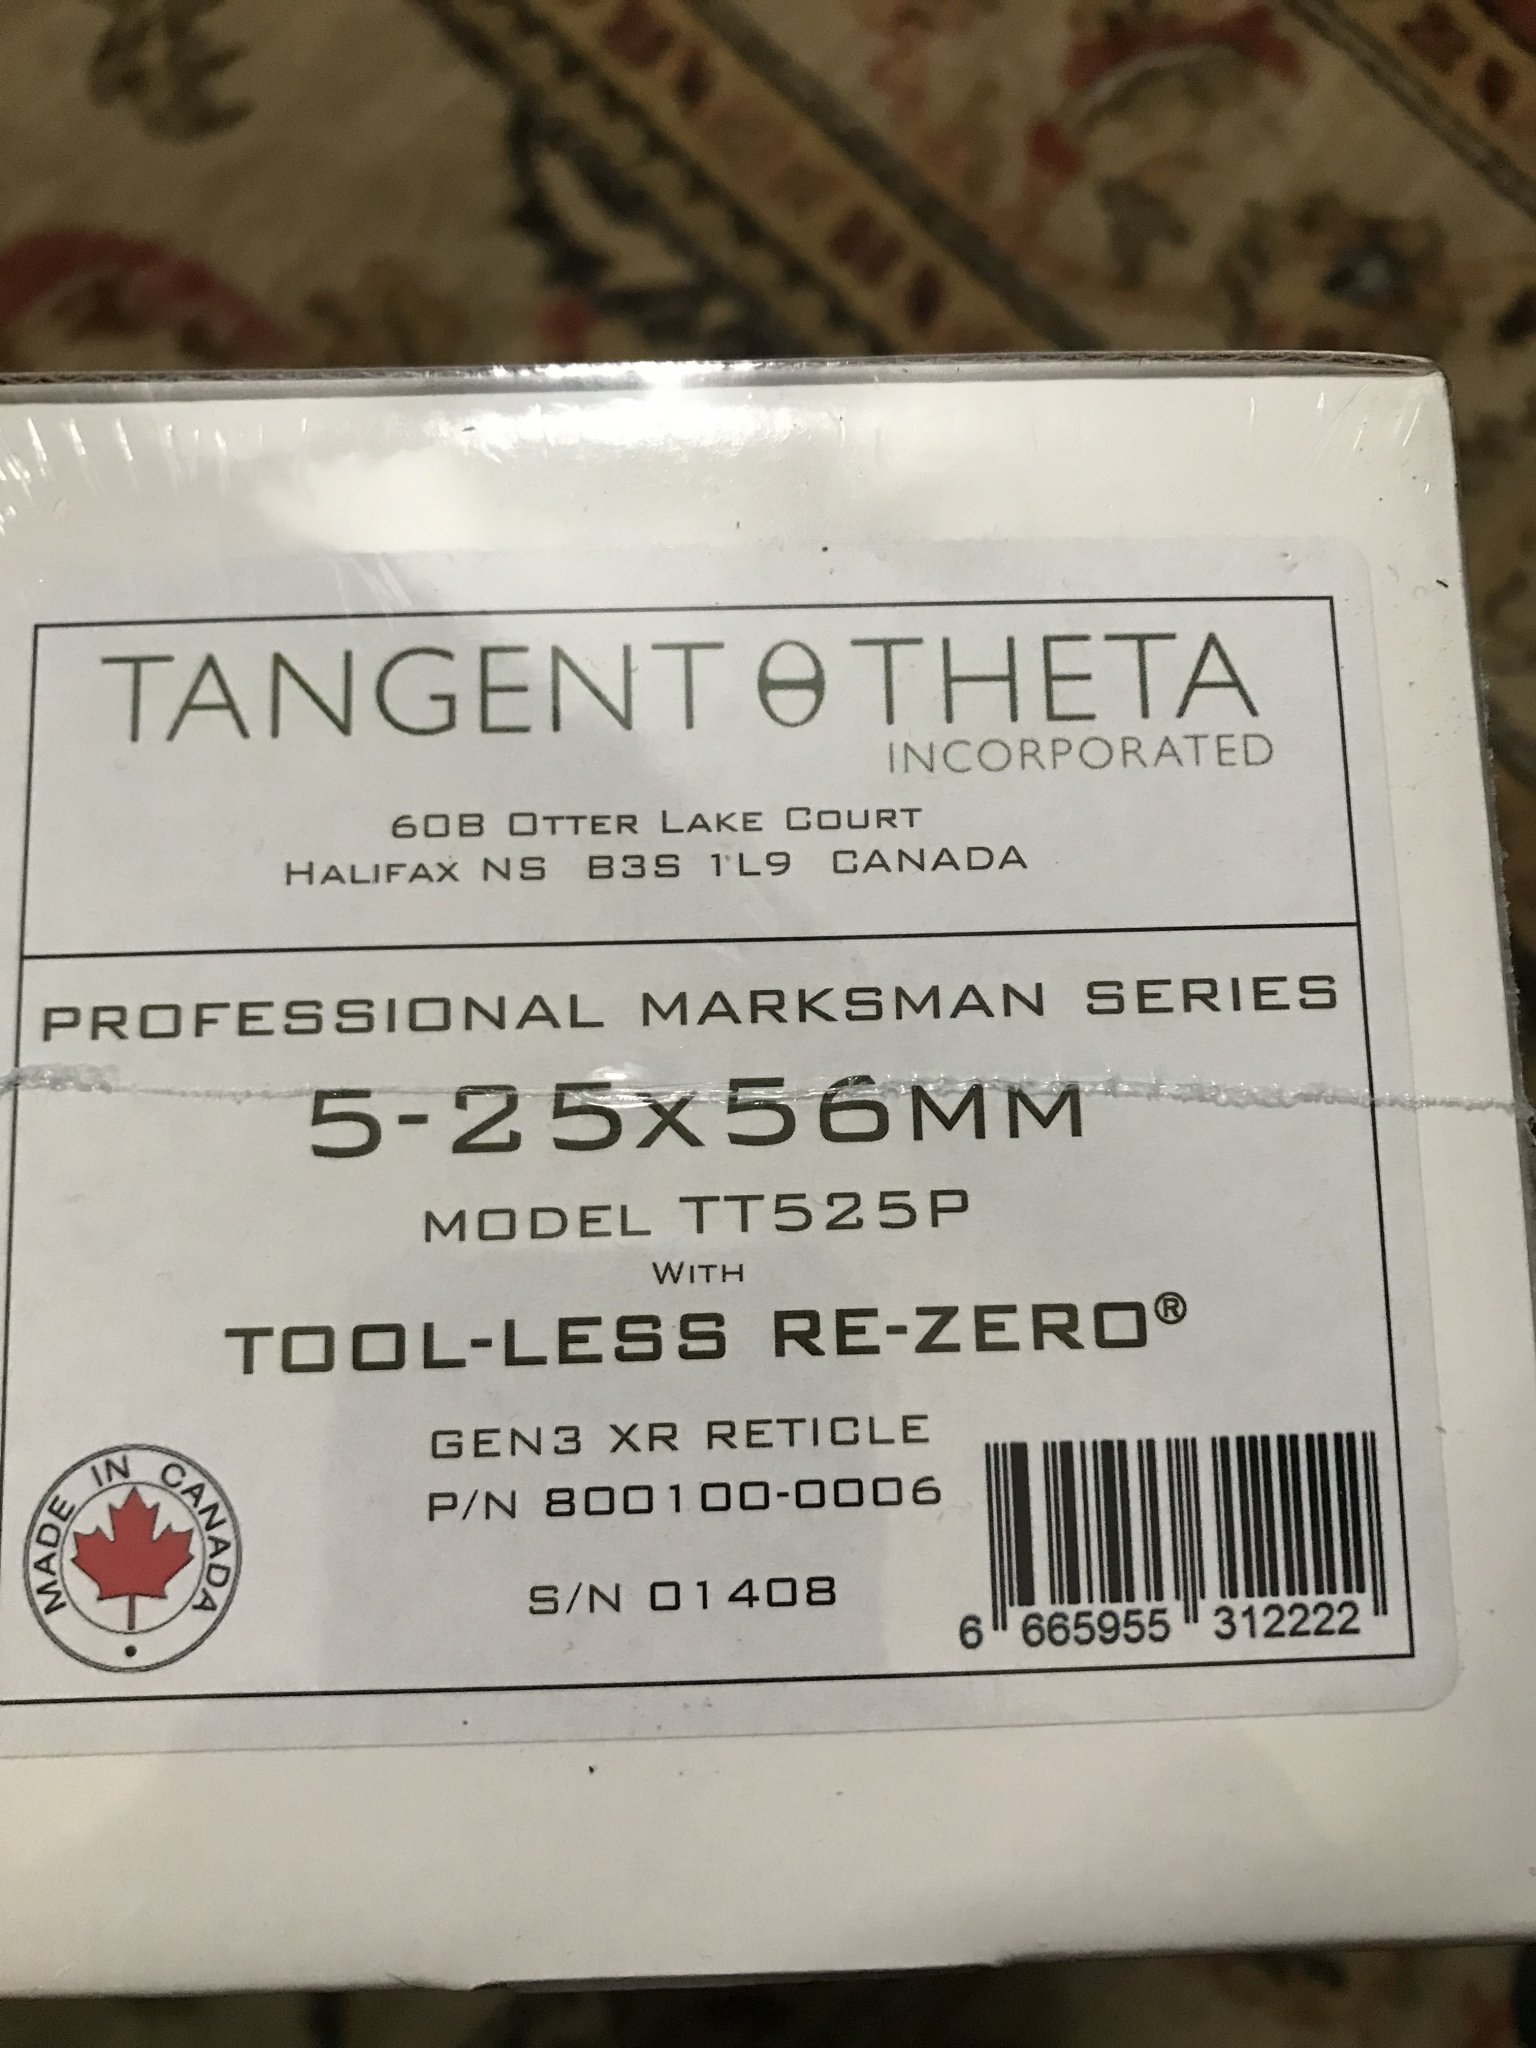 TANGENT θ THETA
INCORPORATED
60B OTTER LAKE COURT
HALIFAX NS B3S 1L9 CANADA
PROFESSIONAL MARKSMAN SERIES
5-25x56MM
MODEL TT525P
WITH
TOOL-LESS RE-ZERO®
GEN3 XR RETICLE
P/N 800100-0006
S/N 01408
MADE IN CANADA
6 665955 312222